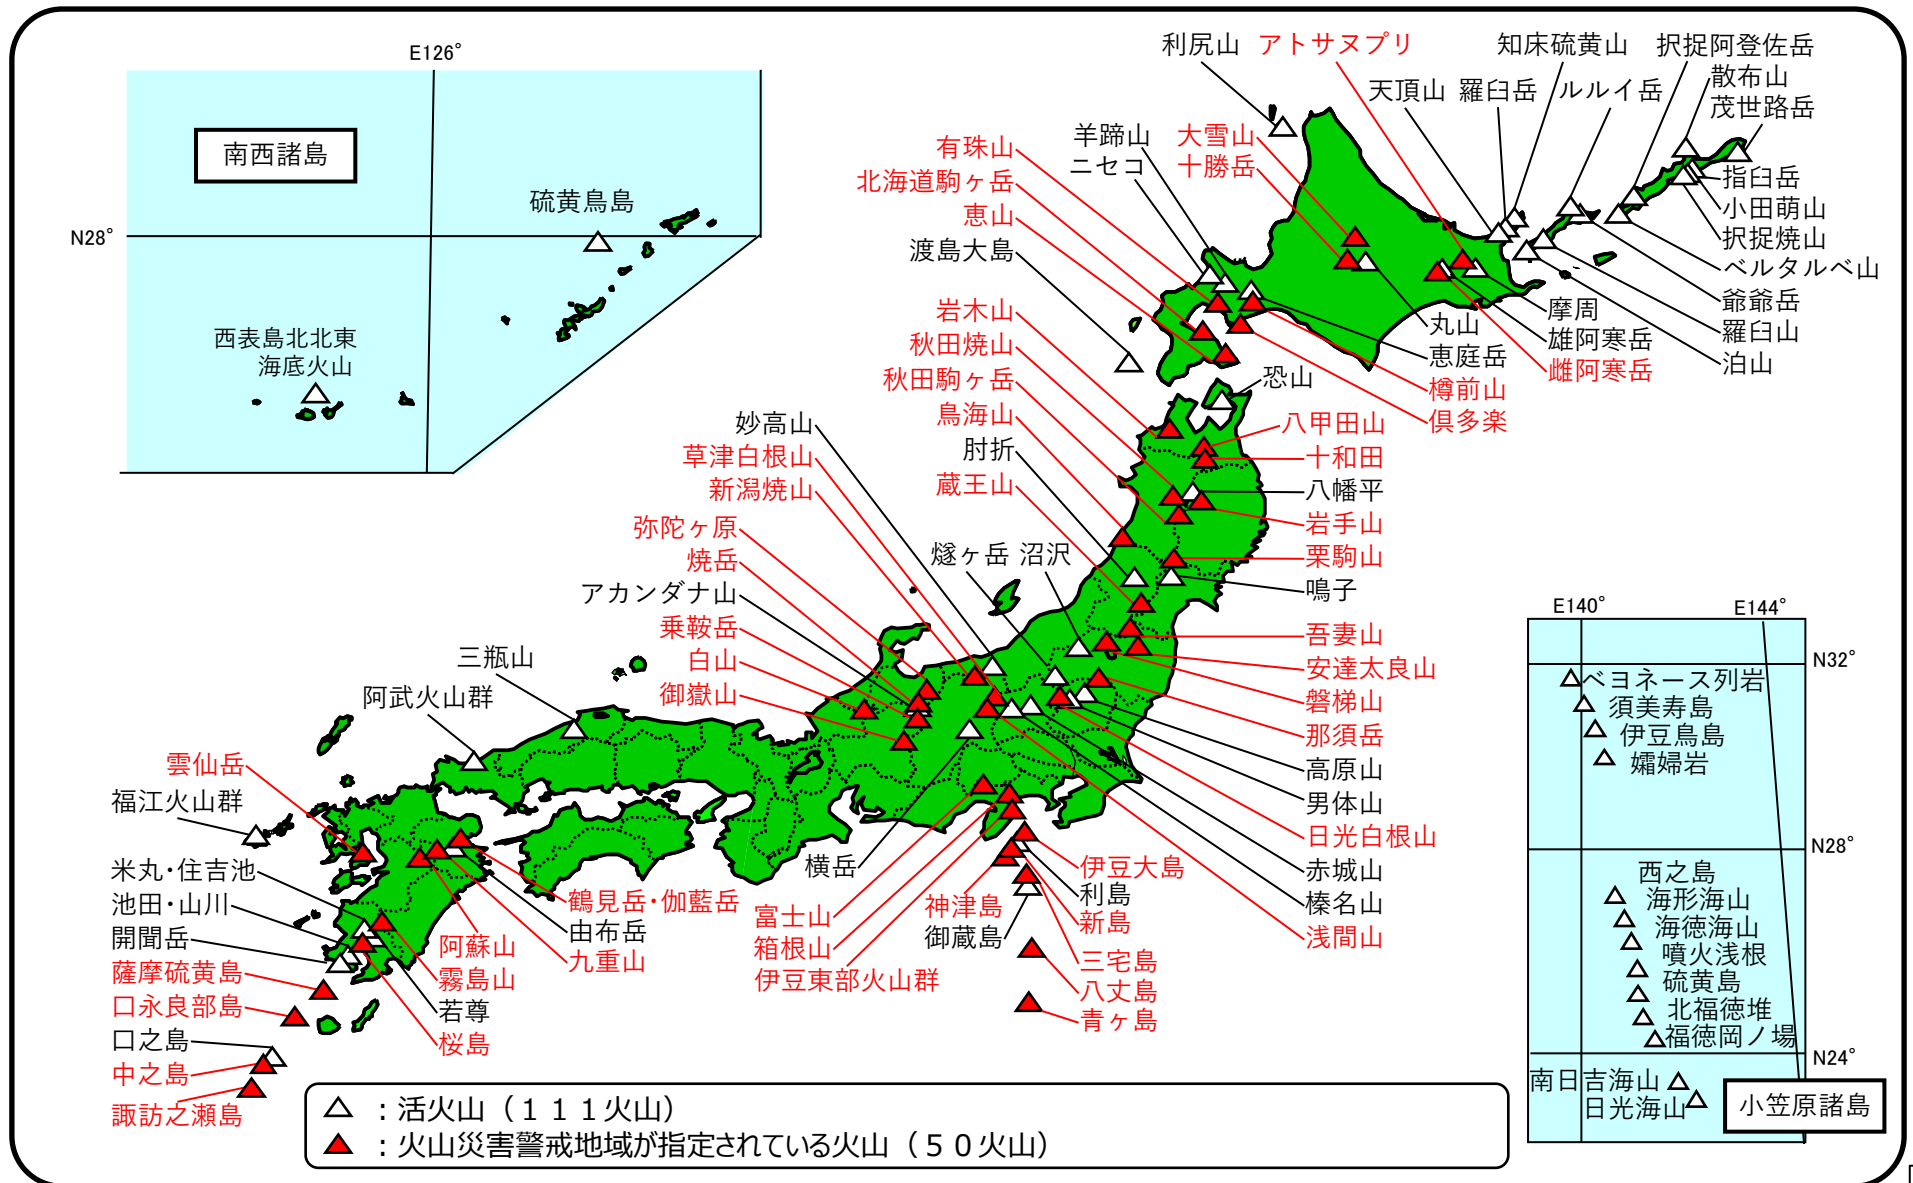 E126°
南西諸島
硫黄鳥島
N28°
西表島北北東
海底火山
利尻山
アトサヌプリ
知床硫黄山
択捉阿登佐岳
散布山
茂世路岳
天頂山
羅臼岳
ルルイ岳
有珠山
羊蹄山
大雪山
ニセコ
十勝岳
北海道駒ヶ岳
恵山
渡島大島
指臼岳
小田萌山
択捉焼山
ベルタルベ山
爺爺岳
羅臼山
泊山
摩周
雄阿寒岳
雌阿寒岳
丸山
恵庭岳
樽前山
倶多楽
岩木山
秋田焼山
秋田駒ヶ岳
鳥海山
肘折
蔵王山
恐山
八甲田山
十和田
八幡平
岩手山
栗駒山
鳴子
吾妻山
安達太良山
磐梯山
那須岳
高原山
男体山
日光白根山
赤城山
榛名山
浅間山
妙高山
草津白根山
新潟焼山
弥陀ヶ原
焼岳
アカンダナ山
乗鞍岳
白山
御嶽山
燧ヶ岳
沼沢
三瓶山
阿武火山群
雲仙岳
福江火山群
米丸・住吉池
池田・山川
開聞岳
薩摩硫黄島
口永良部島
口之島
中之島
諏訪之瀬島
阿蘇山
霧島山
若尊
桜島
鶴見岳・伽藍岳
由布岳
九重山
横岳
富士山
箱根山
伊豆東部火山群
神津島
御蔵島
伊豆大島
利島
新島
三宅島
八丈島
青ヶ島
E140°
E144°
N32°
ベヨネース列岩
須美寿島
伊豆鳥島
孀婦岩
N28°
西之島
海形海山
海徳海山
噴火浅根
硫黄島
北福徳堆
福徳岡ノ場
N24°
南日吉海山
日光海山
小笠原諸島
：活火山（１１１火山）
：火山災害警戒地域が指定されている火山（５０火山）